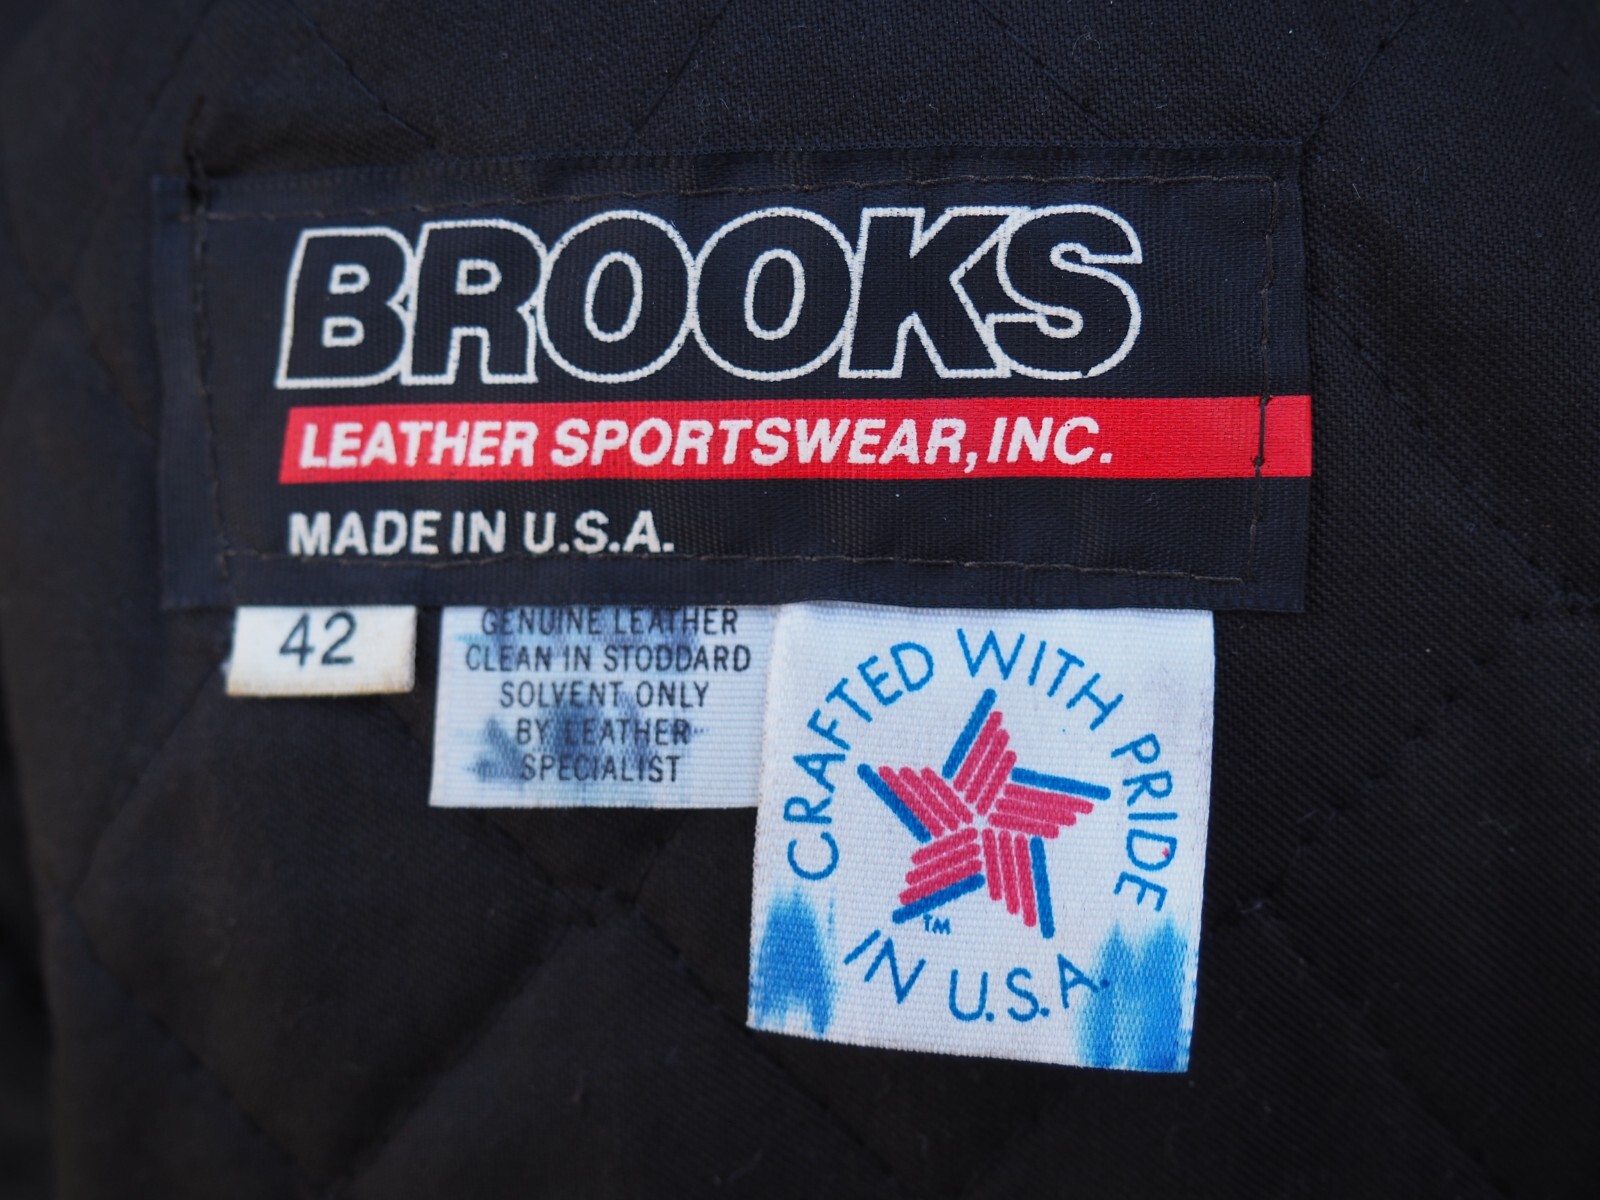 BROOKS
LEATHER SPORTSWEAR, INC.
MADE IN U.S.A.
42
GENUINE LEATHER
CLEAN IN STODDARD
SOLVENT ONLY
BY LEATHER
SPECIALIST
CRAFTED WITH PRIDE
IN U.S.A.
TM